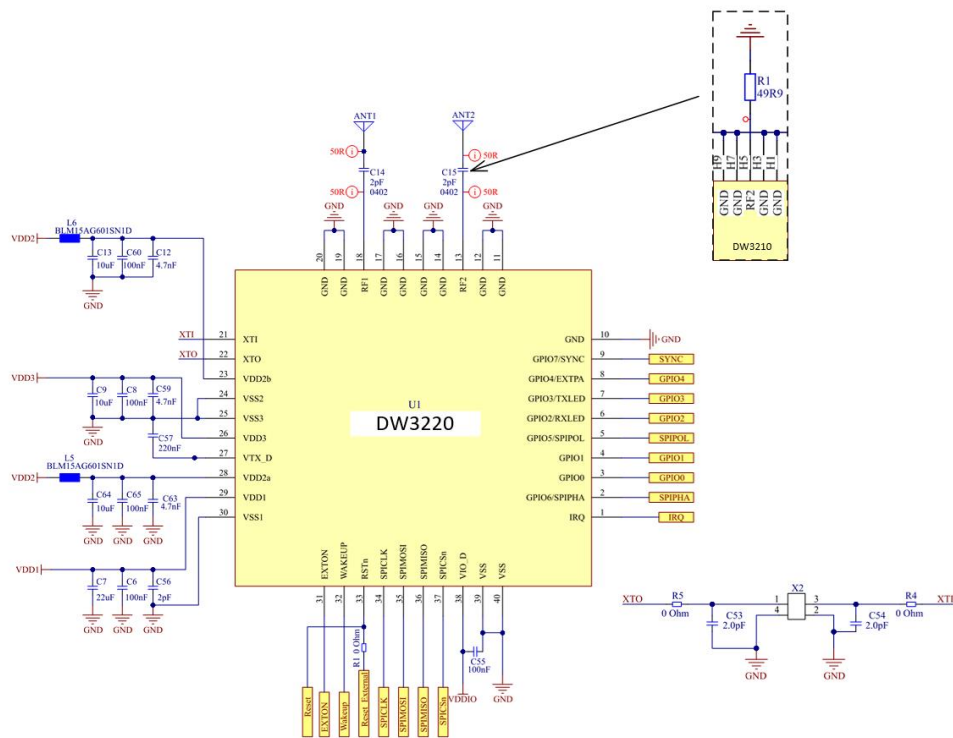 R1
49R9
H9
H7
H5
H3
H1
GND
GND
RF2
GND
GND
DW3210
ANT1
ANT2
50R
50R
C14
2pF
0402
C15
2pF
0402
50R
50R
GND
GND
GND
GND
20
19
18
17
16
15
14
13
12
11
GND
GND
RF1
GND
GND
GND
GND
RF2
GND
GND
L6
BLM15AG601SN1D
VDD2
C13
10uF
C60
100nF
C12
4.7nF
GND
XTI
21
XTI
XTO
22
XTO
23
VDD2b
VDD3
24
VSS2
C9
10uF
C8
100nF
C59
4.7nF
25
VSS3
GND
C57
220nF
26
VDD3
27
VTX_D
L5
BLM15AG601SN1D
VDD2
28
VDD2a
29
VDD1
30
VSS1
C64
10uF
C65
100nF
C63
4.7nF
GND
GND
GND
VDD1
C7
22uF
C6
100nF
C56
2pF
GND
GND
GND
U1
DW3220
GND
10
GND
GPIO7/SYNC
9
SYNC
GPIO4/EXTPA
8
GPIO4
GPIO3/TXLED
7
GPIO3
GPIO2/RXLED
6
GPIO2
GPIO5/SPIPOL
5
SPIPOL
GPIO1
4
GPIO1
GPIO0
3
GPIO0
GPIO6/SPIPHA
2
SPIPHA
IRQ
1
IRQ
EXTON
WAKEUP
RSTn
SPICLK
SPIMOSI
SPIMISO
SPICSn
VIO_D
VSS
VSS
31
32
33
34
35
36
37
38
39
40
R1 0 Ohm
C55
100nF
Reset
EXTON
Wakeup
Reset_External
SPICLK
SPIMOSI
SPIMISO
SPICSn
VDDIO
GND
XTO
R5
0 Ohm
C53
2.0pF
X2
1
4
3
2
C54
2.0pF
R4
0 Ohm
XTI
GND
GND